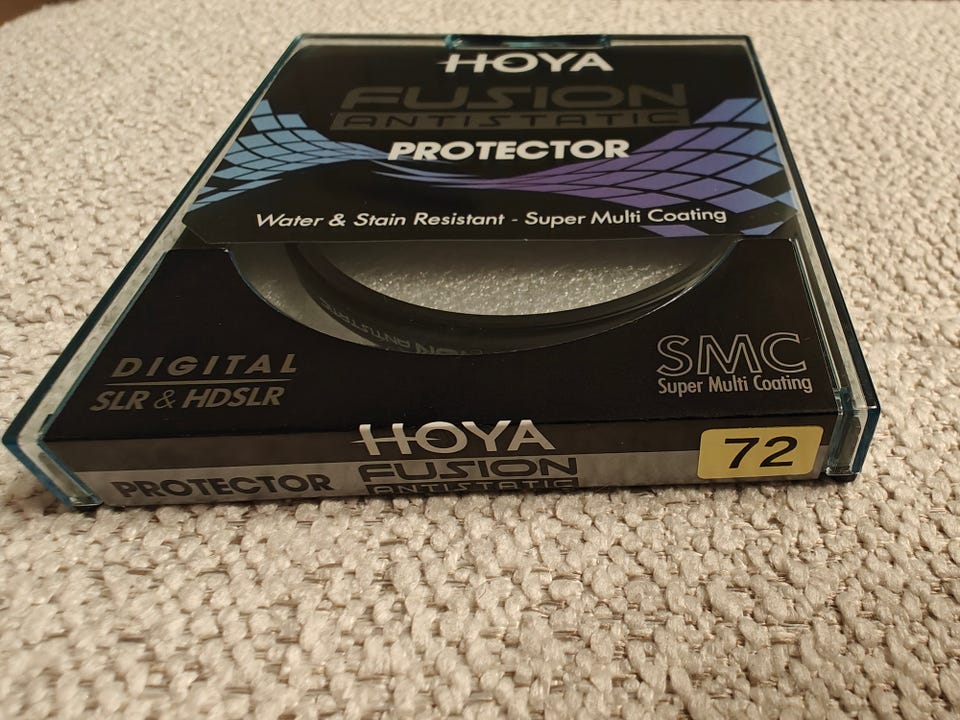 HOYA
FUSION
ANTISTATIC
PROTECTOR
Water & Stain Resistant - Super Multi Coating
DIGITAL
SLR & HDSLR
SMC
Super Multi Coating
HOYA
PROTECTOR
FUSION
ANTISTATIC
72